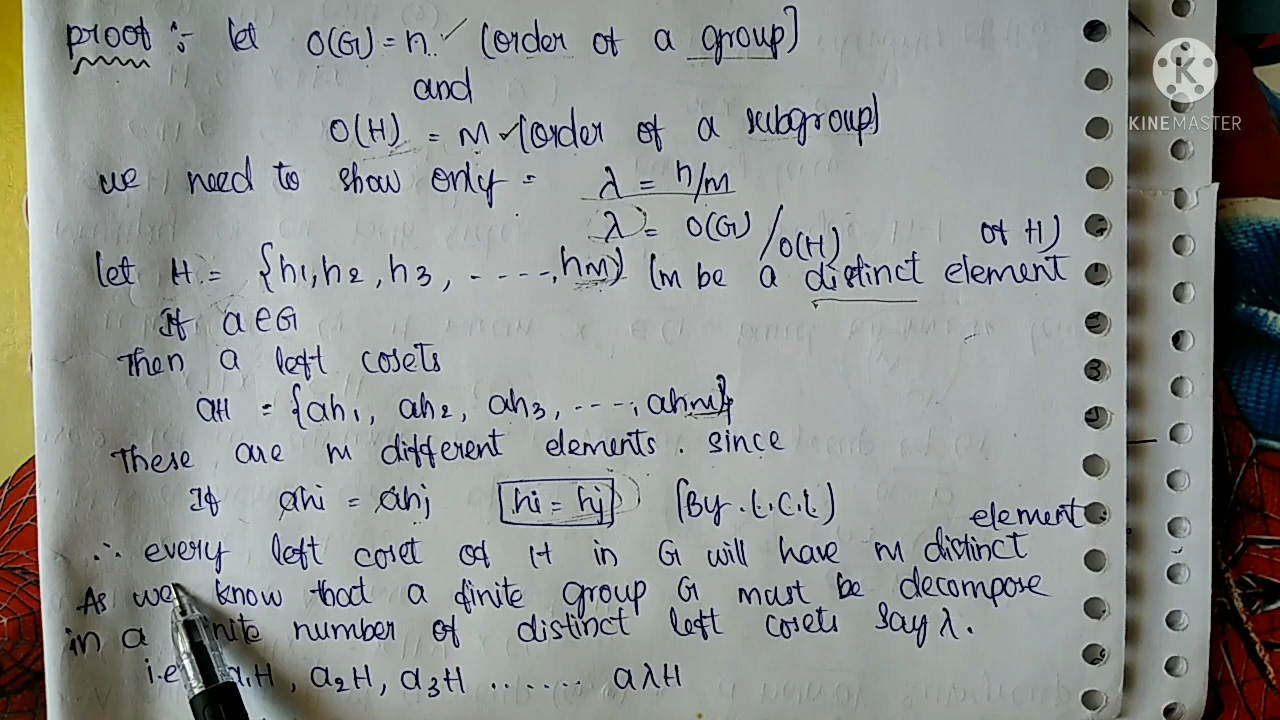 proof :- let O(G) = n. (order of a group)
and
O(H) = m (order of a subgroup)
we need to show only = λ = n/m
λ = O(G)/O(H)
let H = {h1, h2, h3, -----, hm} (m be a distinct element of H)
If a∈G
Then a left cosets
aH = {ah1, ah2, ah3, ----, ahm}
These are m different elements. since
If ahi = ahj hi = hj (By L.C.L)
∴ every left coset of H in G will have m distinct element
As we know that a finite group G must be decompose
in a number of distinct left cosets say λ.
i.e H, a2H, a3H ...... aλH
K
KINEMASTER